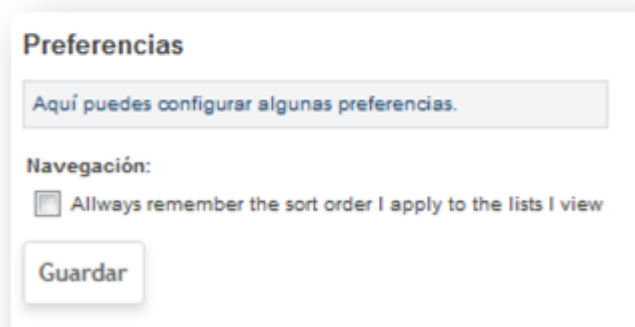 Preferencias
Aquí puedes configurar algunas preferencias.
Navegación:
Allways remember the sort order I apply to the lists I view
Guardar